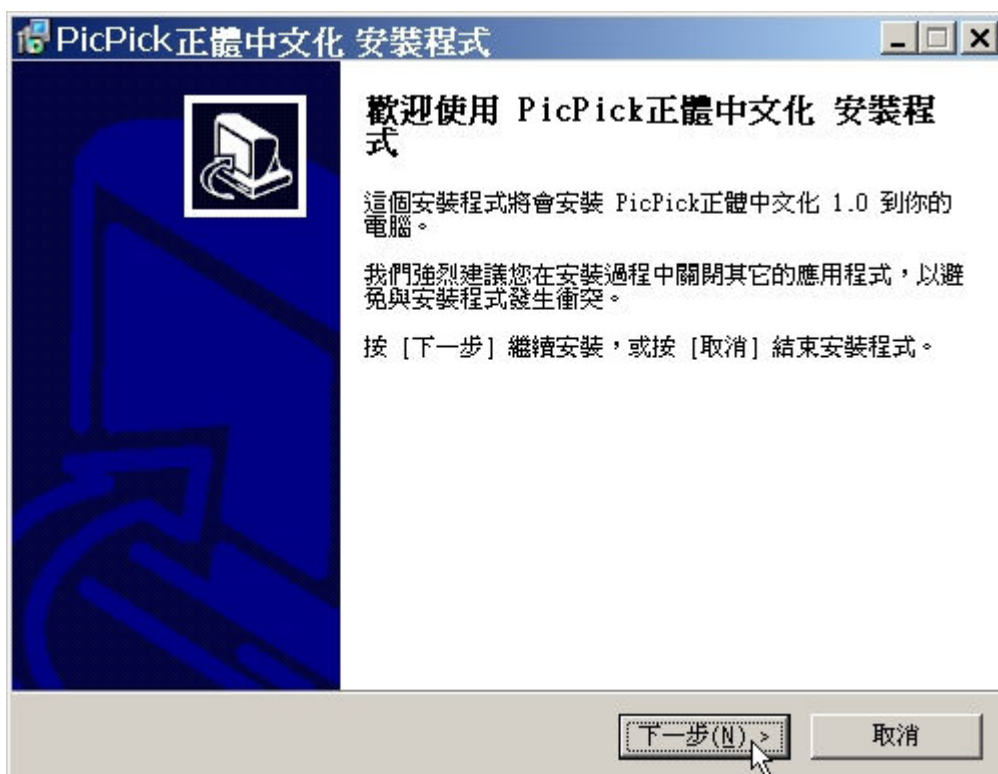 PicPick正體中文化 安裝程式
歡迎使用 PicPick正體中文化 安裝程
式
這個安裝程式將會安裝 PicPick正體中文化 1.0 到你的
電腦。
我們強烈建議您在安裝過程中關閉其它的應用程式，以避
免與安裝程式發生衝突。
按 [下一步] 繼續安裝，或按 [取消] 結束安裝程式。
下一步(N) >
取消